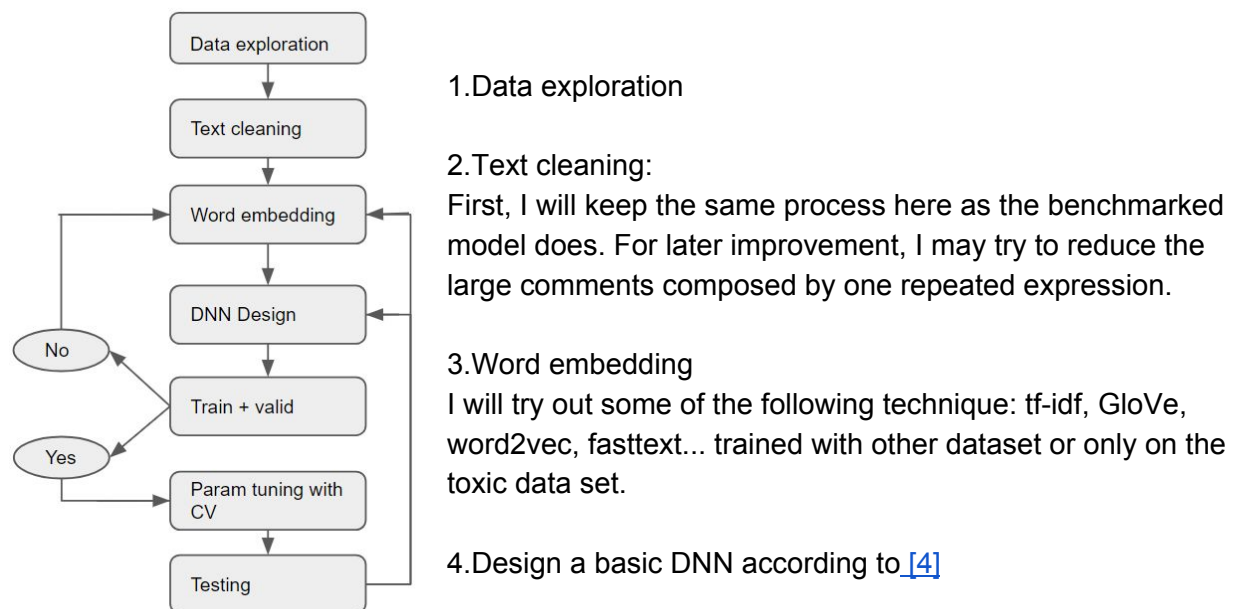 Data exploration
Text cleaning
Word embedding
DNN Design
No
Train + valid
Yes
Param tuning with
CV
Testing
1.Data exploration
2.Text cleaning:
First, I will keep the same process here as the benchmarked
model does. For later improvement, I may try to reduce the
large comments composed by one repeated expression.
3.Word embedding
I will try out some of the following technique: tf-idf, GloVe,
word2vec, fasttext... trained with other dataset or only on the
toxic data set.
4.Design a basic DNN according to [4]